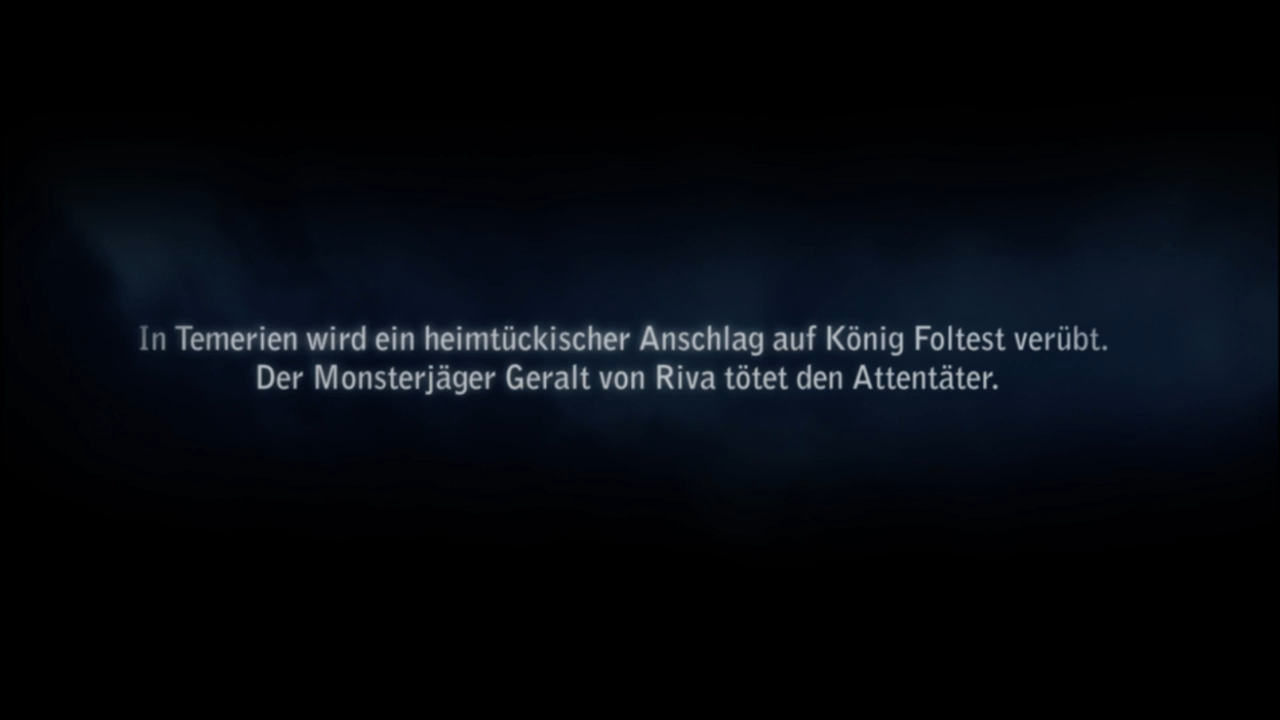 In Temerien wird ein heimtückischer Anschlag auf König Foltest verübt.
Der Monsterjäger Geralt von Riva tötet den Attentäter.